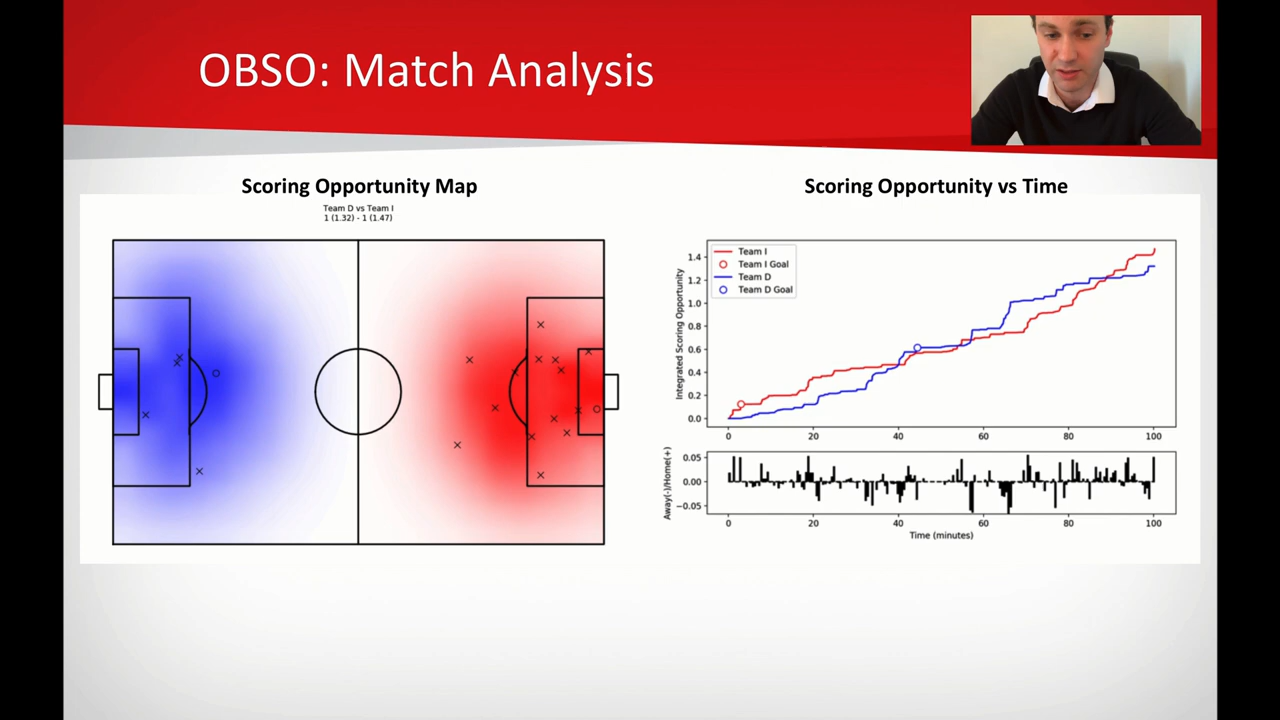 OBSO: Match Analysis
Scoring Opportunity Map
Team D vs Team I
1 (1.32) - 1 (1.47)
Scoring Opportunity vs Time
Integrated Scoring Opportunity
1.4
1.2
1.0
0.8
0.6
0.4
0.2
0.0
Team I
Team I Goal
Team D
Team D Goal
0 20 40 60 80 100
Away(-)/Home(+)
0.05
0.00
−0.05
0 20 40 60 80 100
Time (minutes)